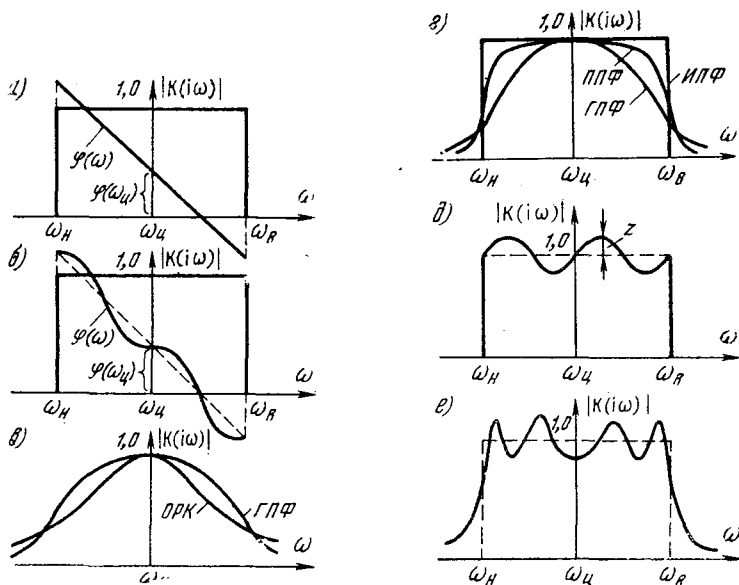 а)
1,0 |K(iω)|
φ(ω)
φ(ω_ц)
ω_н ω_ц ω_в
б)
1,0 |K(iω)|
φ(ω)
φ(ω_ц)
ω
ω_н ω_ц ω_в
в)
1,0 |K(iω)|
ОРК ГПФ
ω
г)
1,0 |K(iω)|
ППФ ИПФ
ГПФ
ω
ω_н ω_ц ω_в
д)
|K(iω)|
1,0 z
ω
ω_н ω_ц ω_в
е)
1,0 |K(iω)|
ω
ω_н ω_ц ω_в